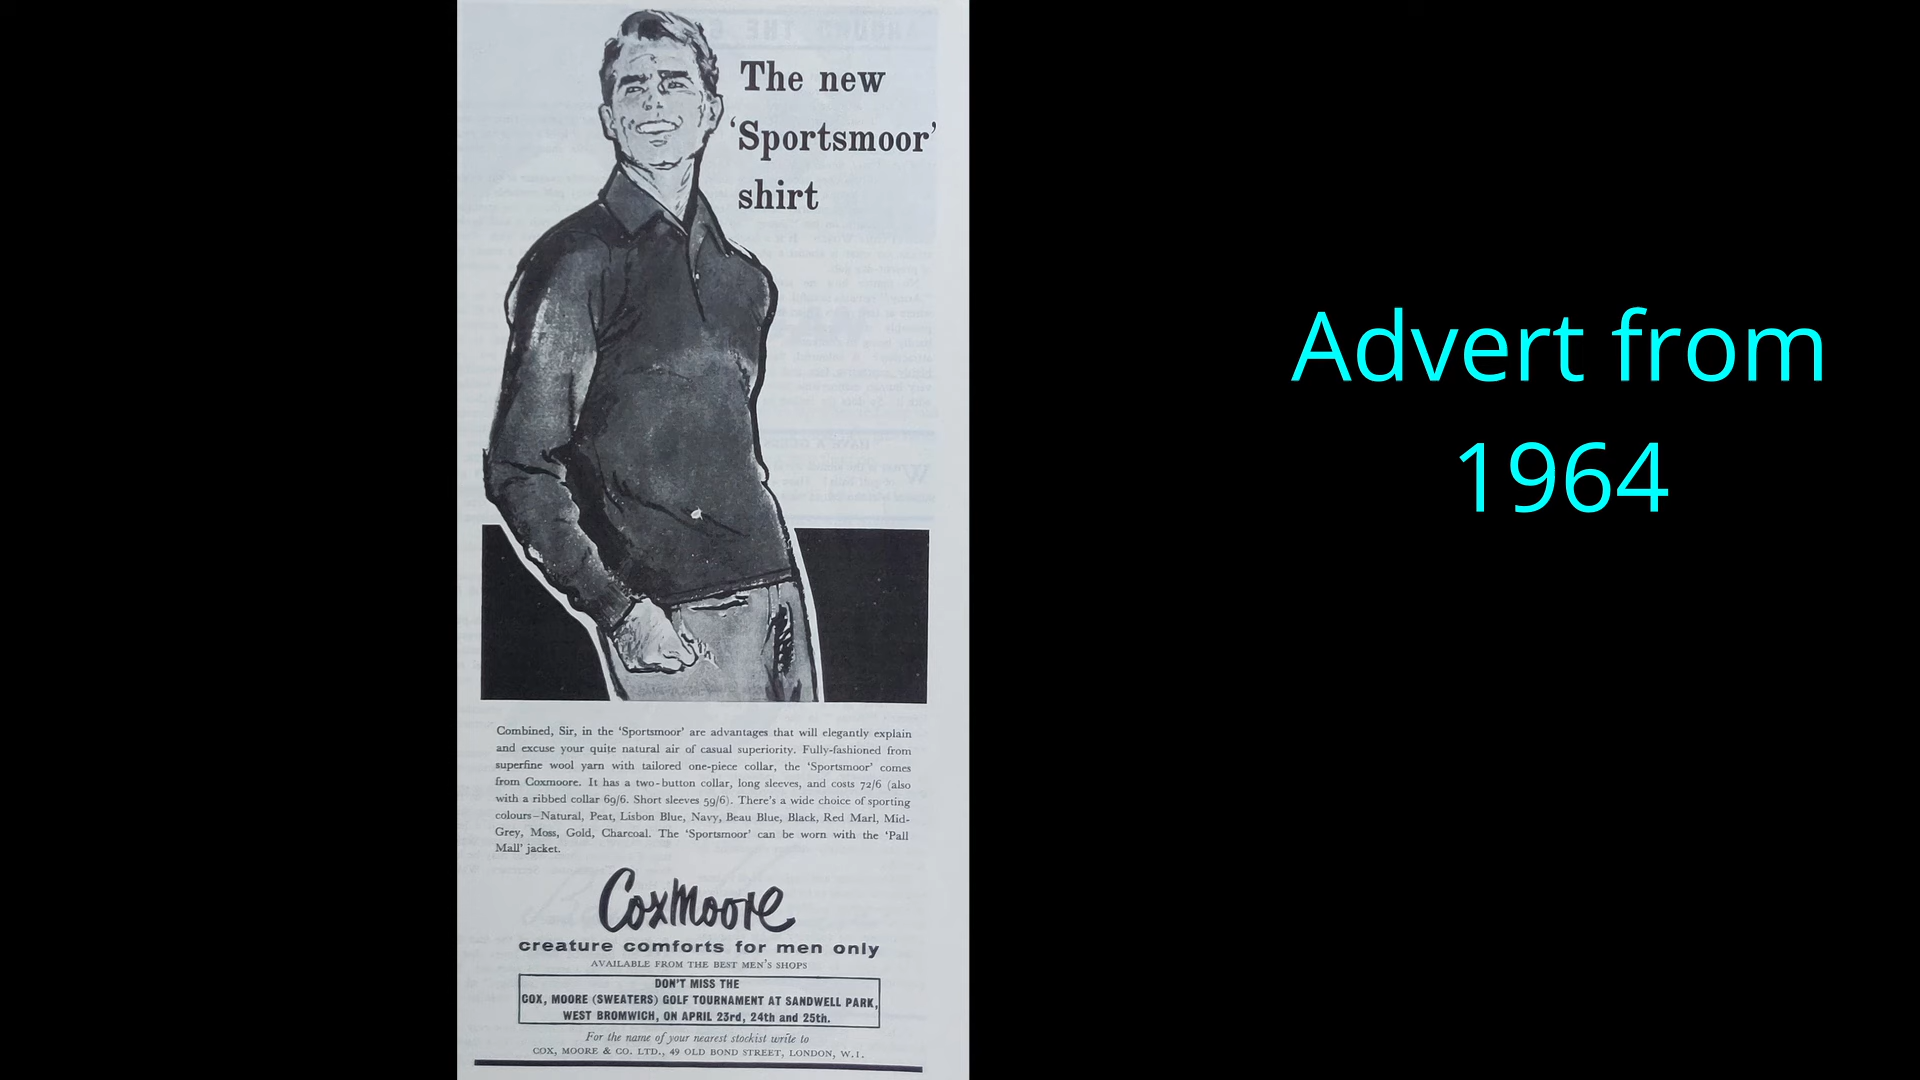 The new
‘Sportsmoor’
shirt
Advert from
1964
Combined, Sir, in the ‘Sportsmoor’ are advantages that will elegantly explain
and excuse your quite natural air of casual superiority. Fully-fashioned from
superfine wool yarn with tailored one-piece collar, the ‘Sportsmoor’ comes
from Coxmoore. It has a two-button collar, long sleeves, and costs 72/6 (also
with a ribbed collar 69/6. Short sleeves 59/6). There's a wide choice of sporting
colours–Natural, Peat, Lisbon Blue, Navy, Beau Blue, Black, Red Marl, Mid-
Grey, Moss, Gold, Charcoal. The ‘Sportsmoor’ can be worn with the ‘Pall
Mall’ jacket.
CoxMoore
creature comforts for men only
AVAILABLE FROM THE BEST MEN'S SHOPS
DON'T MISS THE
COX, MOORE (SWEATERS) GOLF TOURNAMENT AT SANDWELL PARK,
WEST BROMWICH, ON APRIL 23rd, 24th and 25th.
For the name of your nearest stockist write to
COX, MOORE & CO. LTD., 49 OLD BOND STREET, LONDON, W.1.